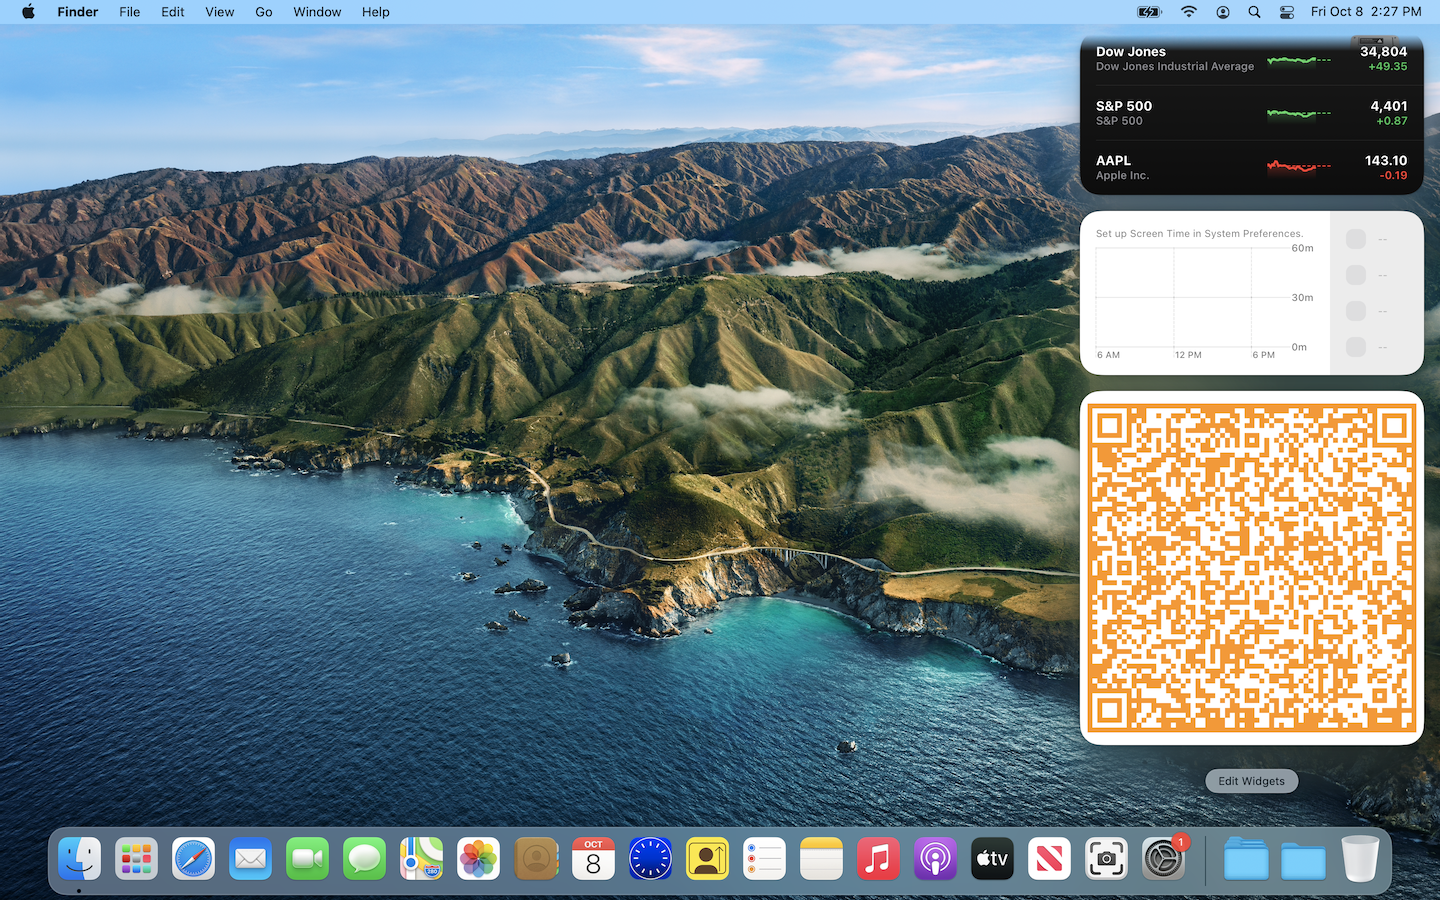 Finder File Edit View Go Window Help Fri Oct 8 2:27 PM
Dow Jones 34,804
Dow Jones Industrial Average +49.35
S&P 500 4,401
S&P 500 +0.87
AAPL 143.10
Apple Inc. -0.19
Set up Screen Time in System Preferences.
60m
--
--
30m
--
0m
--
6 AM 12 PM 6 PM
Edit Widgets
OCT
8
280
tv
1